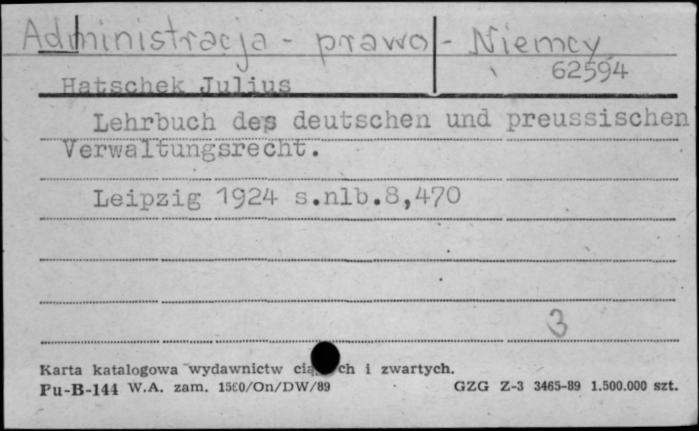 Administracja - prawo - Niemcy
62594
Hatschek Julius
Lehrbuch des deutschen und preussischen
Verwaltungsrecht.
Leipzig 1924 s.nlb.8,470
3
Karta katalogowa wydawnictw ch i zwartych.
Pu-B-144 W.A. zam. 1560/On/DW/89 GZG Z-3 3465-89 1.500.000 szt.